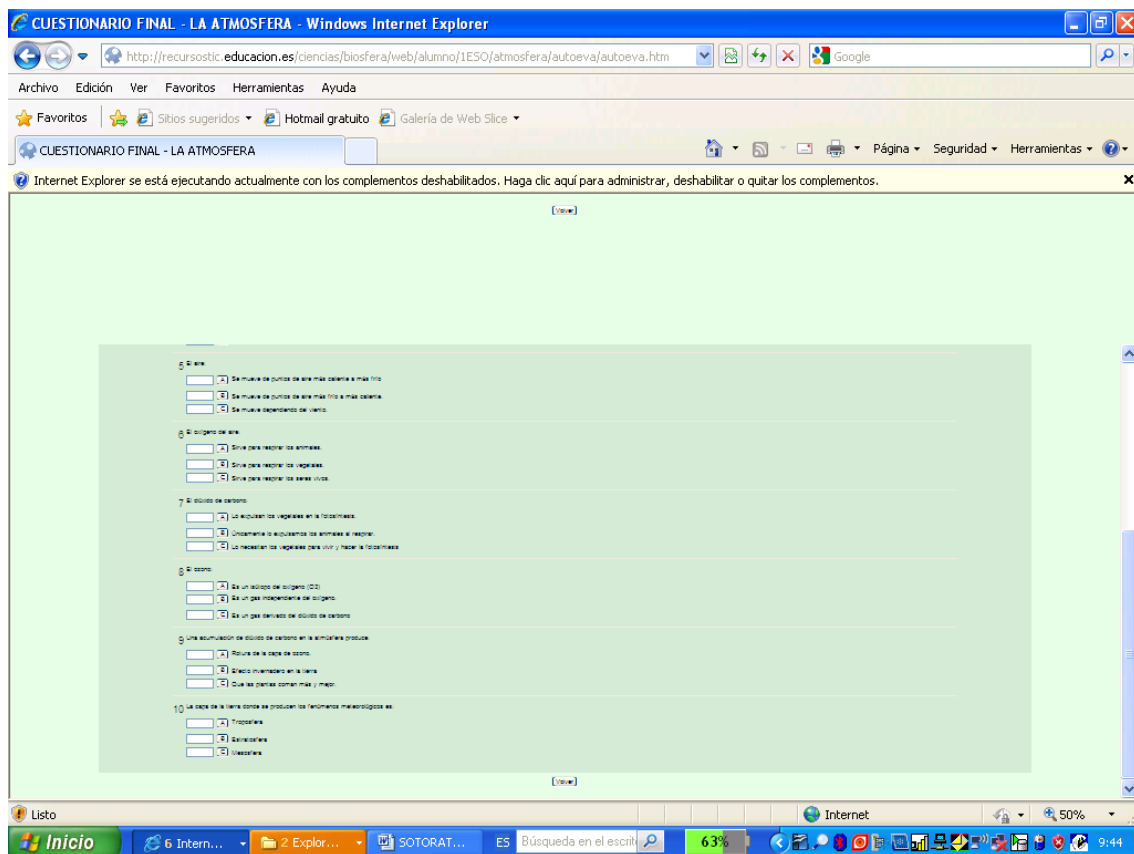 CUESTIONARIO FINAL - LA ATMOSFERA - Windows Internet Explorer
http://recursostic.educacion.es/ciencias/biosfera/web/alumno/1ESO/atmosfera/autoeva/autoeva.htm
Google
Archivo Edición Ver Favoritos Herramientas Ayuda
Favoritos Sitios sugeridos Hotmail gratuito Galería de Web Slice
CUESTIONARIO FINAL - LA ATMOSFERA Página Seguridad Herramientas
Internet Explorer se está ejecutando actualmente con los complementos deshabilitados. Haga clic aquí para administrar, deshabilitar o quitar los complementos.
[Volver]
5 El aire:
A Se mueve de puntos de aire más caliente a más frío
B Se mueve de puntos de aire más frío a más caliente.
C Se mueve dependiendo del viento.
6 El oxígeno del aire:
A Sirve para respirar los animales.
B Sirve para respirar los vegetales.
C Sirve para respirar los seres vivos.
7 El dióxido de carbono:
A Lo expulsan los vegetales en la fotosíntesis.
B Únicamente lo expulsamos los animales al respirar.
C Lo necesitan los vegetales para vivir y hacer la fotosíntesis
8 El ozono:
A Es un isótopo del oxígeno (O3)
B Es un gas independiente del oxígeno.
C Es un gas derivado del dióxido de carbono
9 Una acumulación de dióxido de carbono en la atmósfera produce:
A Rotura de la capa de ozono.
B Efecto invernadero en la tierra
C Que las plantas coman más y mejor.
10 La capa de la tierra donde se producen los fenómenos meteorológicos es:
A Troposfera
B Estratosfera
C Mesosfera
[Volver]
Listo Internet 50%
Inicio 6 Intern... 2 Explor... SOTORAT... ES Búsqueda en el escrit 63% 9:44